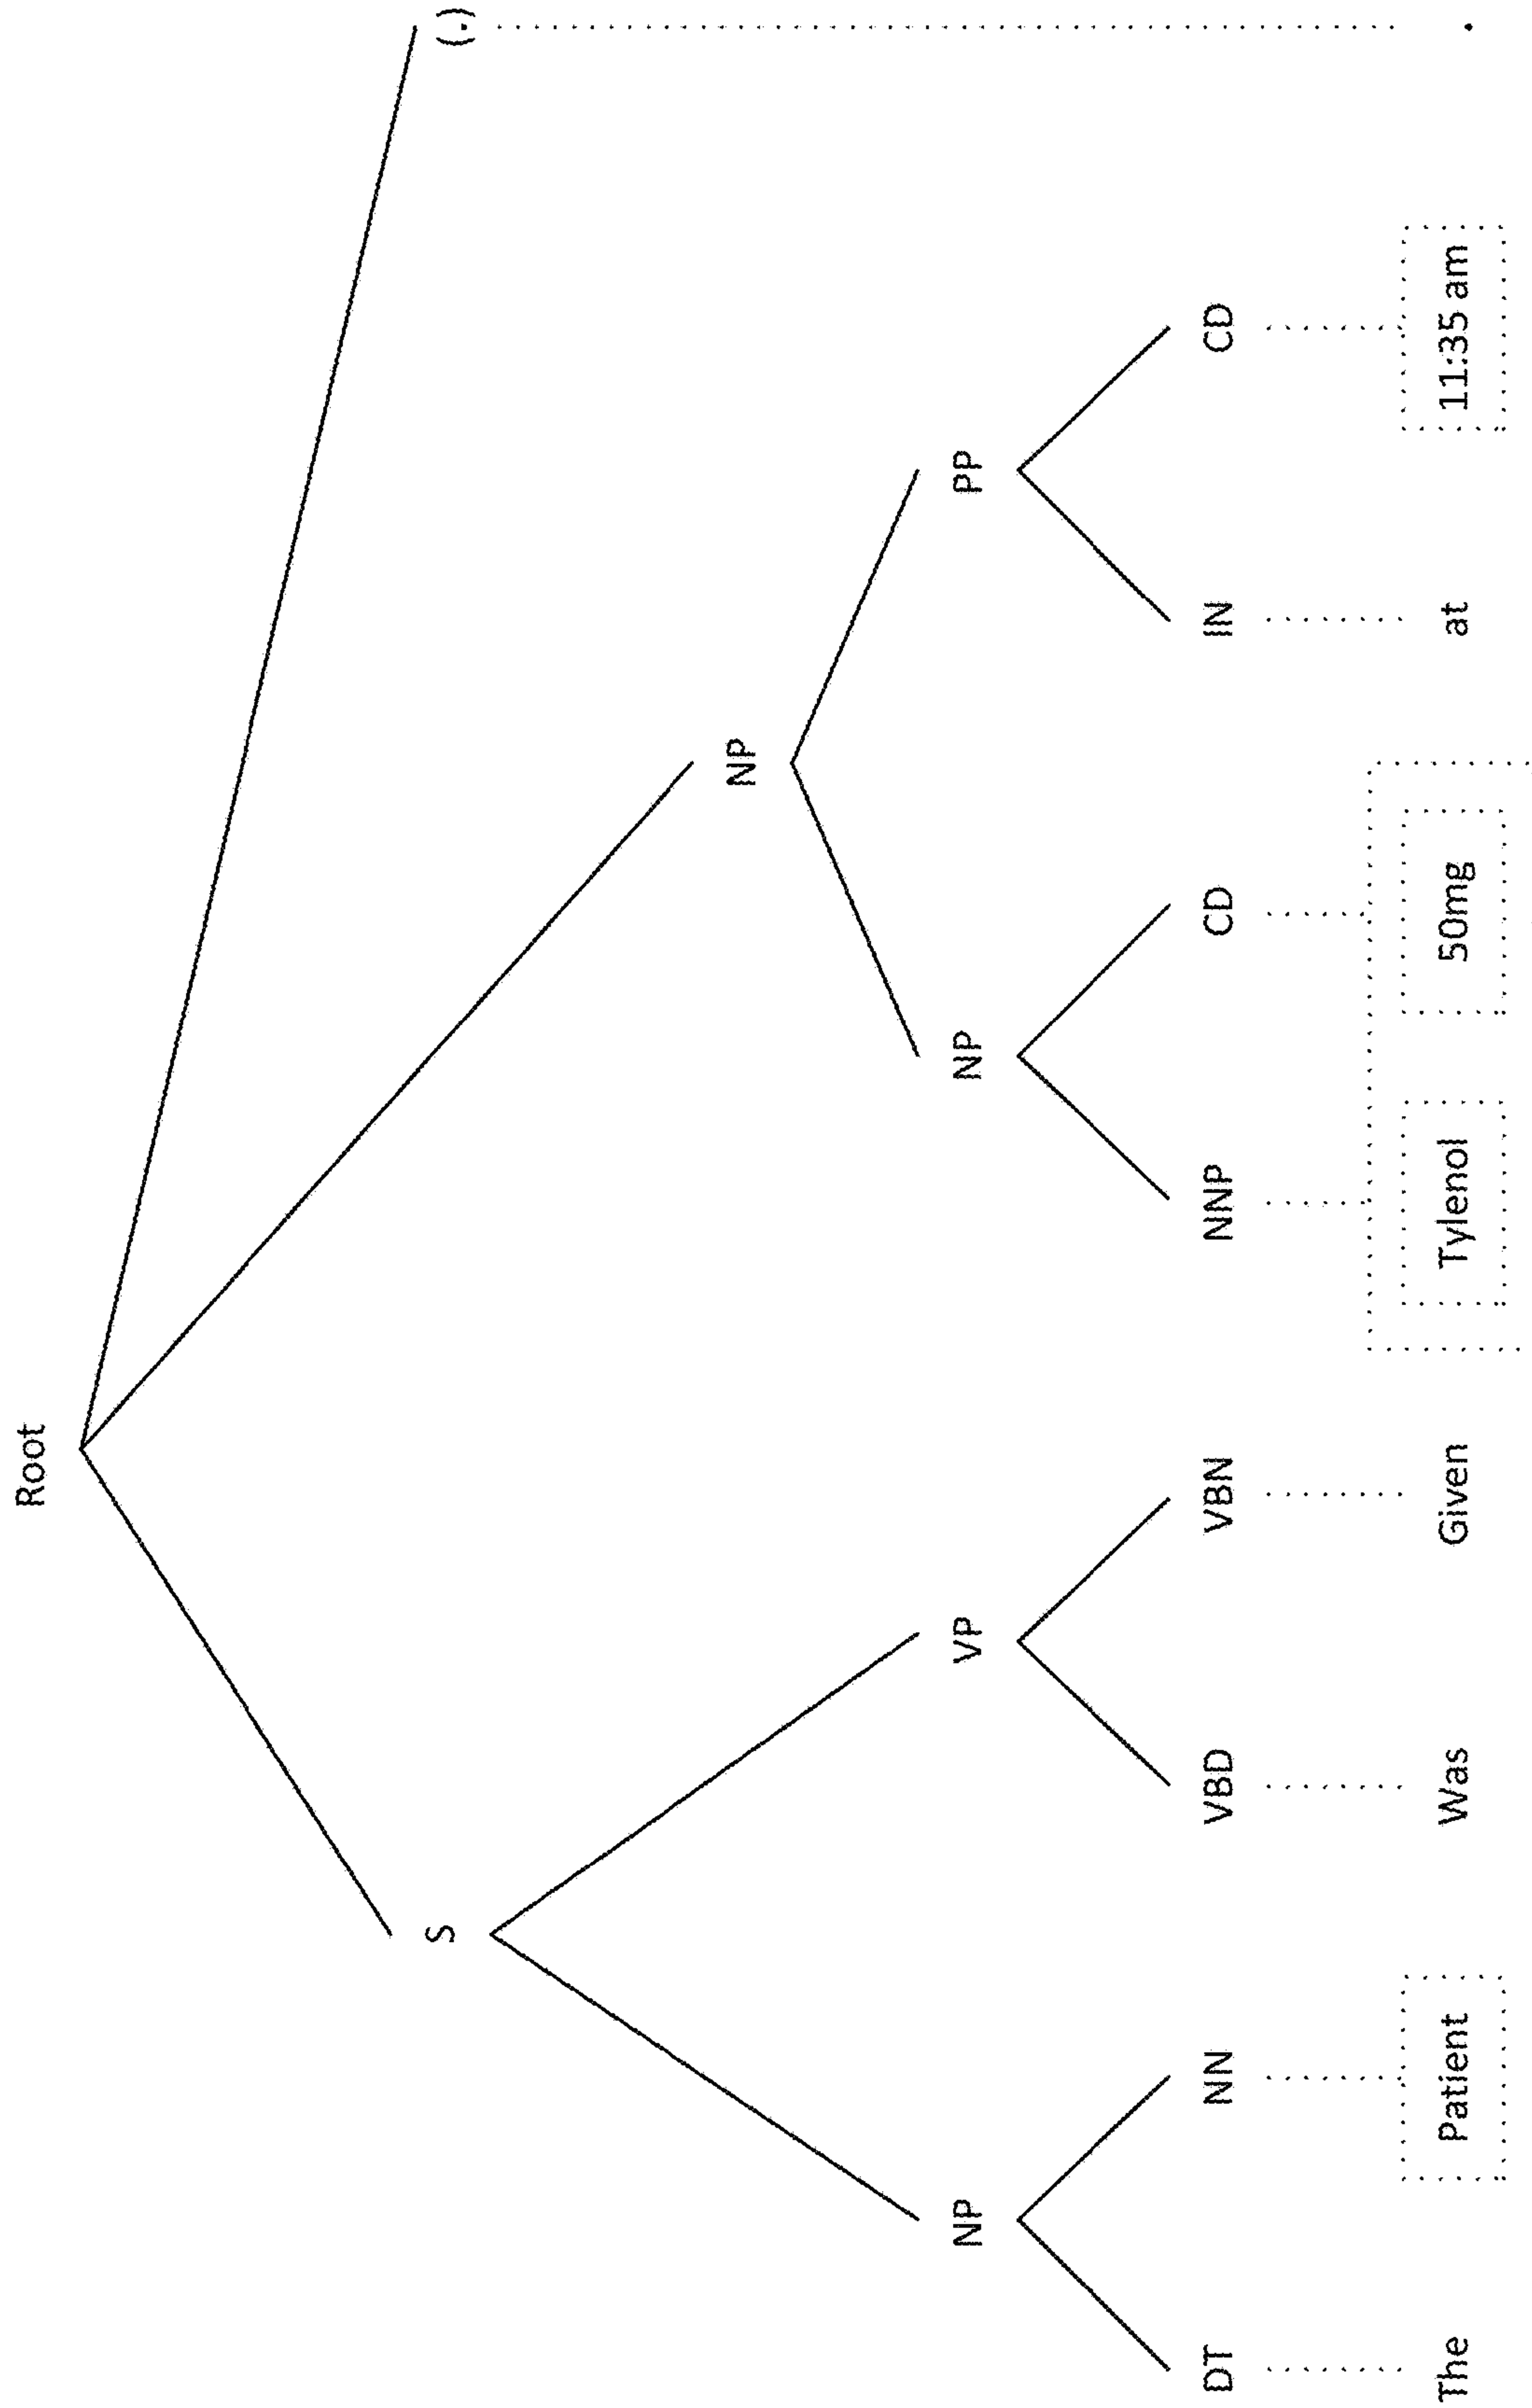 Root
S NP (.)
NP VP NP PP
DT NN VBD VBN NNP CD IN CD
The Patient Was Given Tylenol 50mg at 11:35 am .